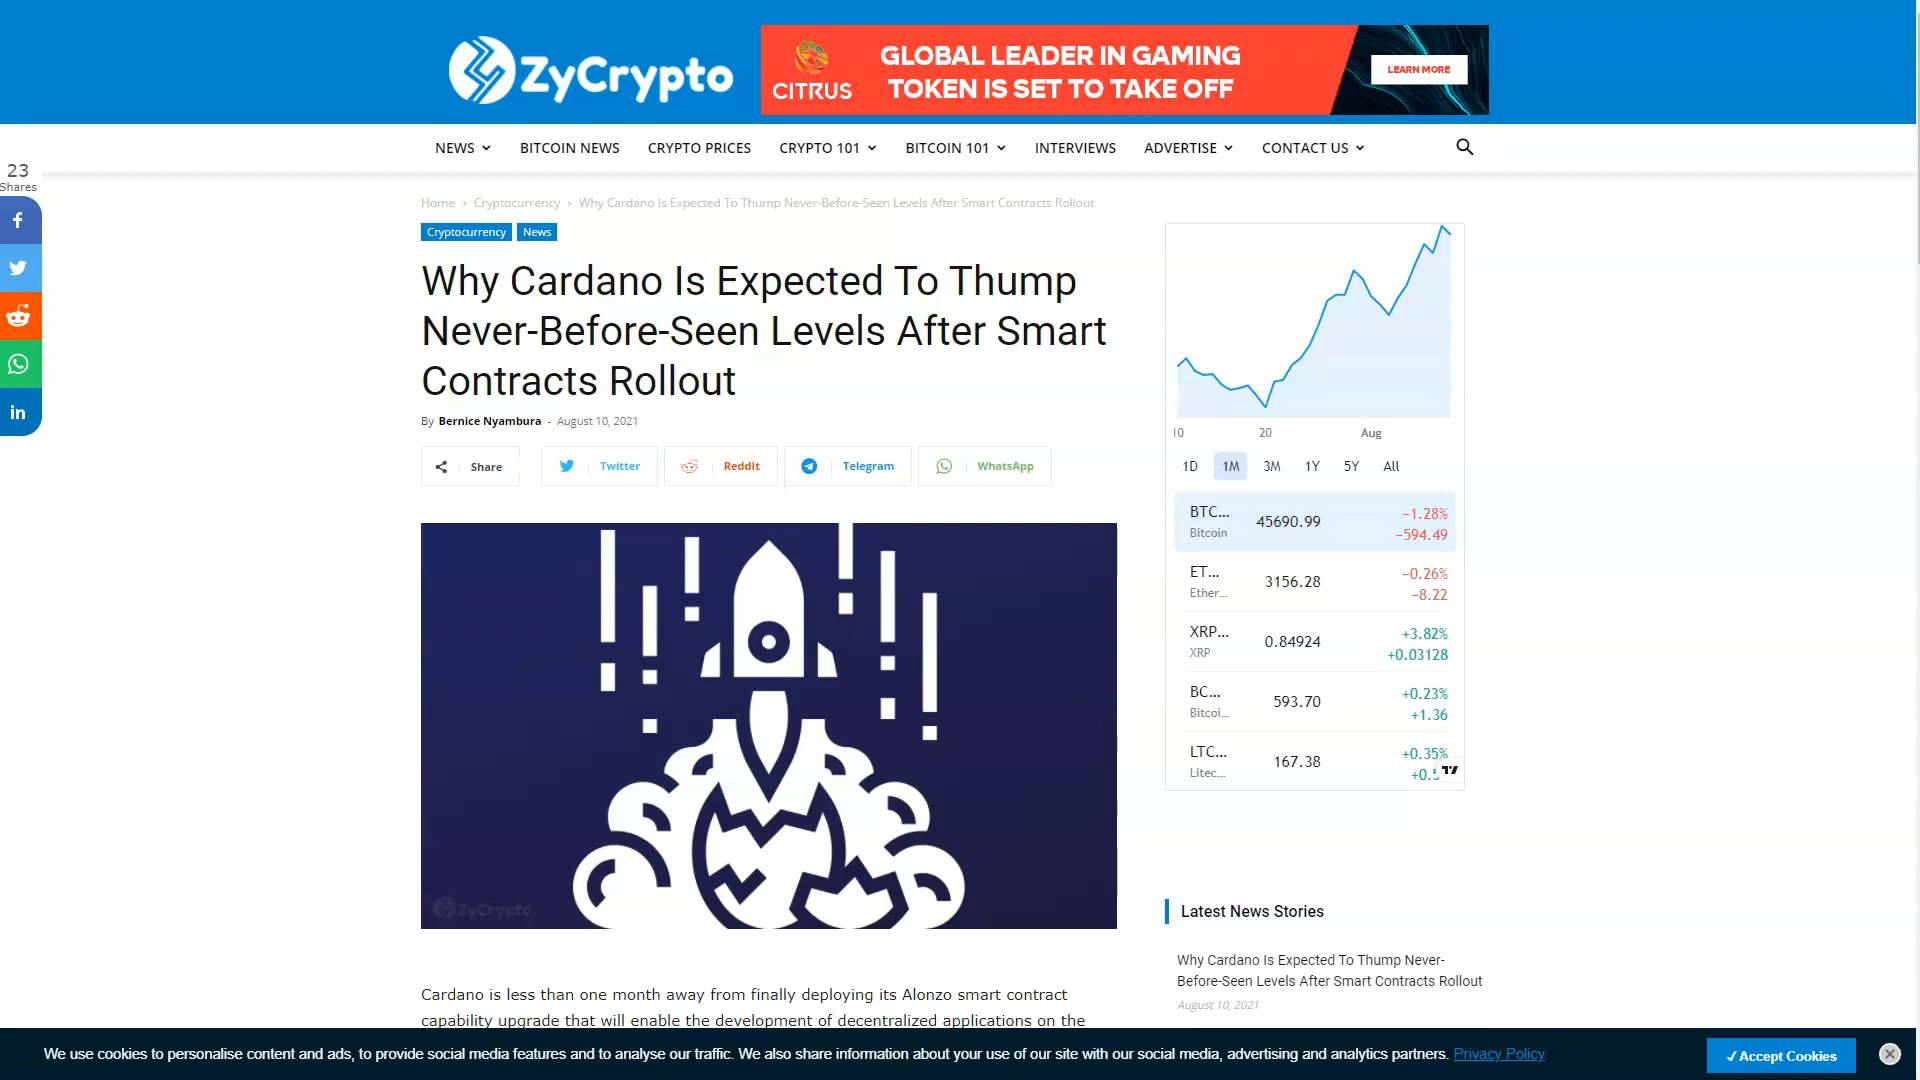 ZyCrypto
CITRUS
GLOBAL LEADER IN GAMING
TOKEN IS SET TO TAKE OFF
LEARN MORE
NEWS
BITCOIN NEWS
CRYPTO PRICES
CRYPTO 101
BITCOIN 101
INTERVIEWS
ADVERTISE
CONTACT US
23
Shares
Home › Cryptocurrency › Why Cardano Is Expected To Thump Never-Before-Seen Levels After Smart Contracts Rollout
Cryptocurrency News
Why Cardano Is Expected To Thump
Never-Before-Seen Levels After Smart
Contracts Rollout
By Bernice Nyambura - August 10, 2021
Share
Twitter
ReddIt
Telegram
WhatsApp
ZyCrypto
Cardano is less than one month away from finally deploying its Alonzo smart contract
capability upgrade that will enable the development of decentralized applications on the
10 20 Aug
1D 1M 3M 1Y 5Y All
BTC... 45690.99 −1.28%
Bitcoin −594.49
ET... 3156.28 −0.26%
Ether... −8.22
XRP... 0.84924 +3.82%
XRP +0.03128
BC... 593.70 +0.23%
Bitcoi... +1.36
LTC... 167.38 +0.35%
Litec...
Latest News Stories
Why Cardano Is Expected To Thump Never-
Before-Seen Levels After Smart Contracts Rollout
August 10, 2021
We use cookies to personalise content and ads, to provide social media features and to analyse our traffic. We also share information about your use of our site with our social media, advertising and analytics partners. Privacy Policy
✓Accept Cookies